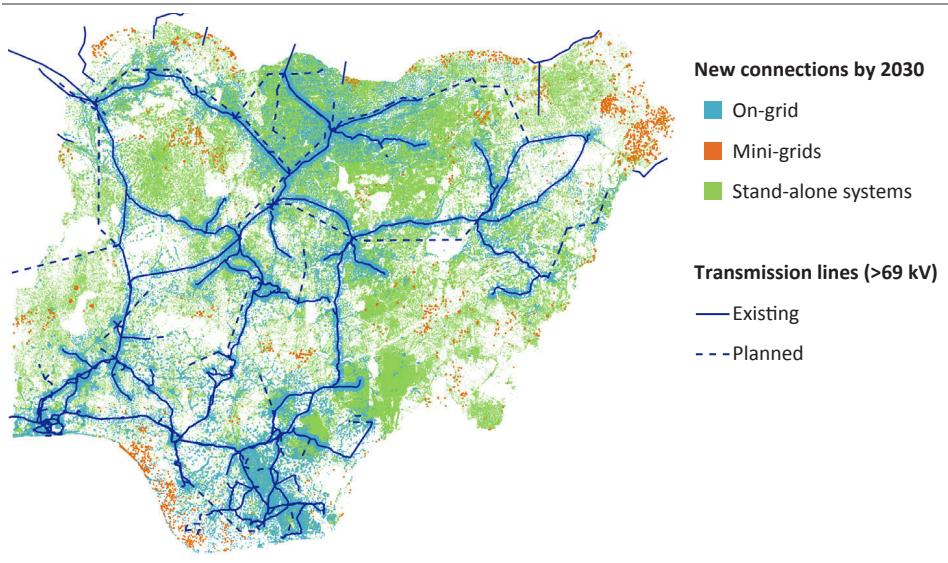 New connections by 2030
On-grid
Mini-grids
Stand-alone systems
Transmission lines (>69 kV)
Existing
Planned